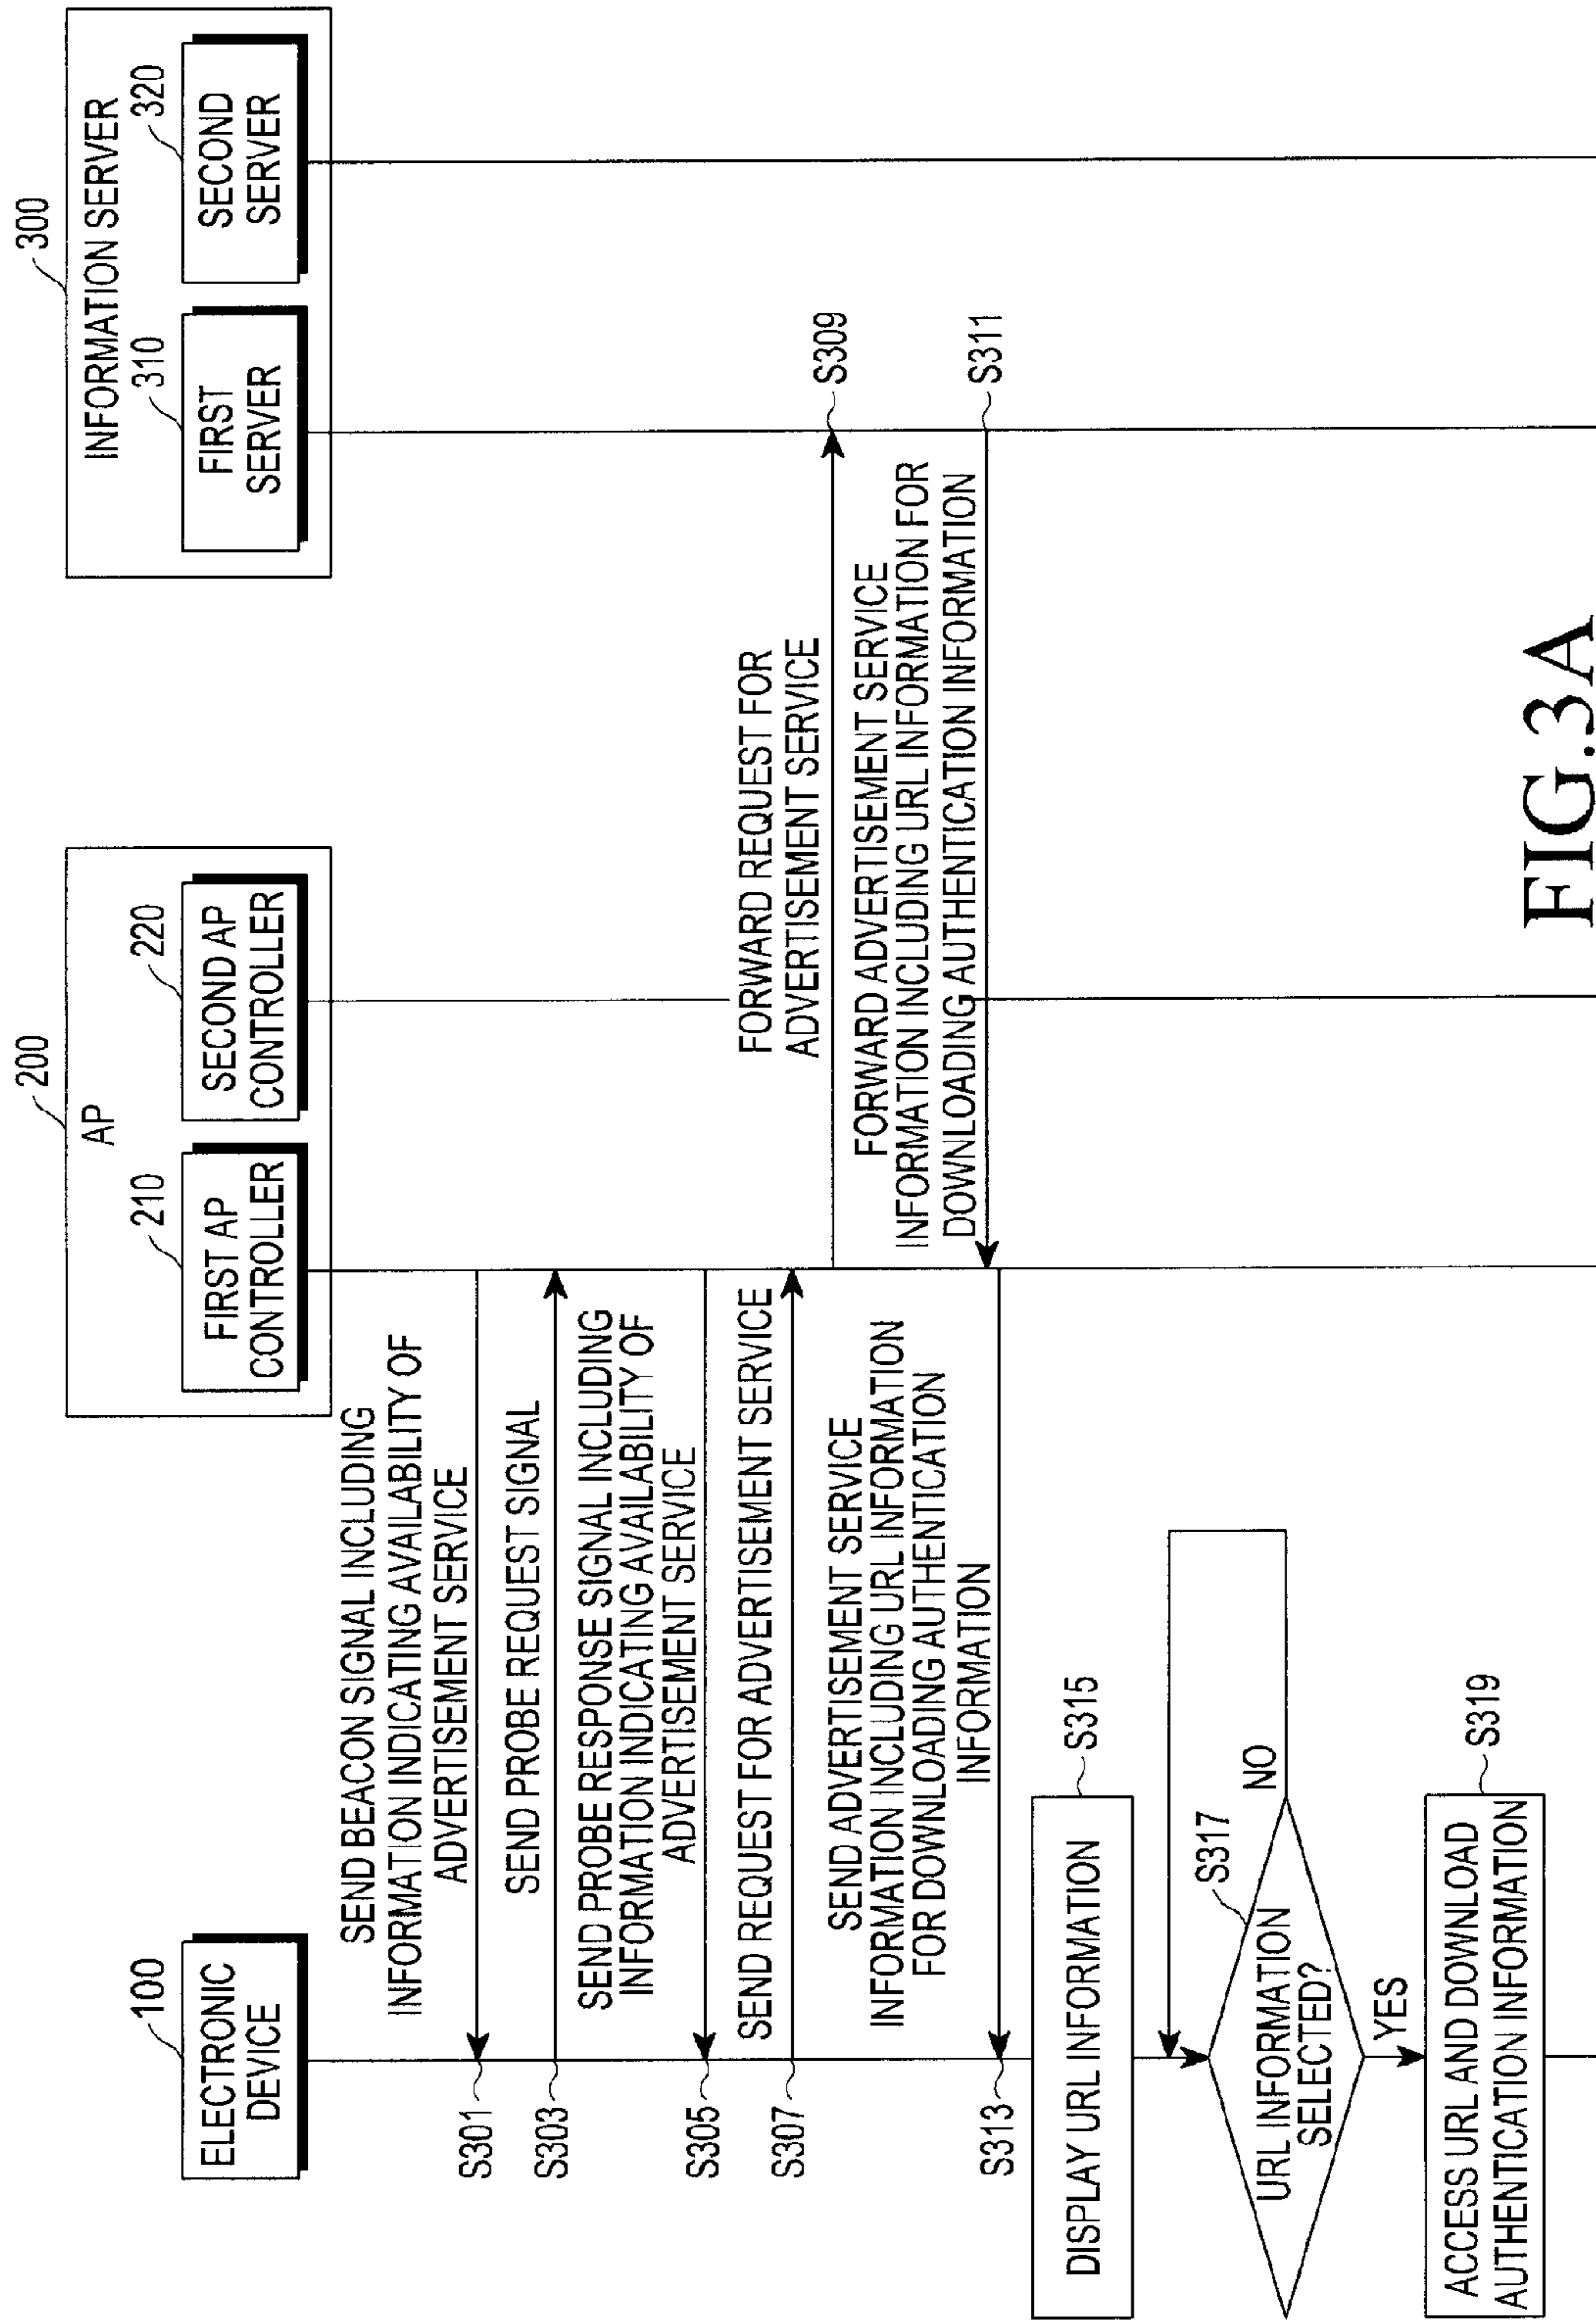 100
ELECTRONIC
DEVICE
200
AP
210
FIRST AP
CONTROLLER
220
SECOND AP
CONTROLLER
300
INFORMATION SERVER
310
FIRST
SERVER
320
SECOND
SERVER
SEND BEACON SIGNAL INCLUDING
INFORMATION INDICATING AVAILABILITY OF
ADVERTISEMENT SERVICE
S301
SEND PROBE REQUEST SIGNAL
S303
SEND PROBE RESPONSE SIGNAL INCLUDING
INFORMATION INDICATING AVAILABILITY OF
ADVERTISEMENT SERVICE
S305
SEND REQUEST FOR ADVERTISEMENT SERVICE
S307
FORWARD REQUEST FOR
ADVERTISEMENT SERVICE
S309
FORWARD ADVERTISEMENT SERVICE
INFORMATION INCLUDING URL INFORMATION FOR
DOWNLOADING AUTHENTICATION INFORMATION
S311
SEND ADVERTISEMENT SERVICE
INFORMATION INCLUDING URL INFORMATION
FOR DOWNLOADING AUTHENTICATION
INFORMATION
S313
DISPLAY URL INFORMATION
S315
URL INFORMATION
SELECTED?
S317
NO
YES
ACCESS URL AND DOWNLOAD
AUTHENTICATION INFORMATION
S319
FIG.3A